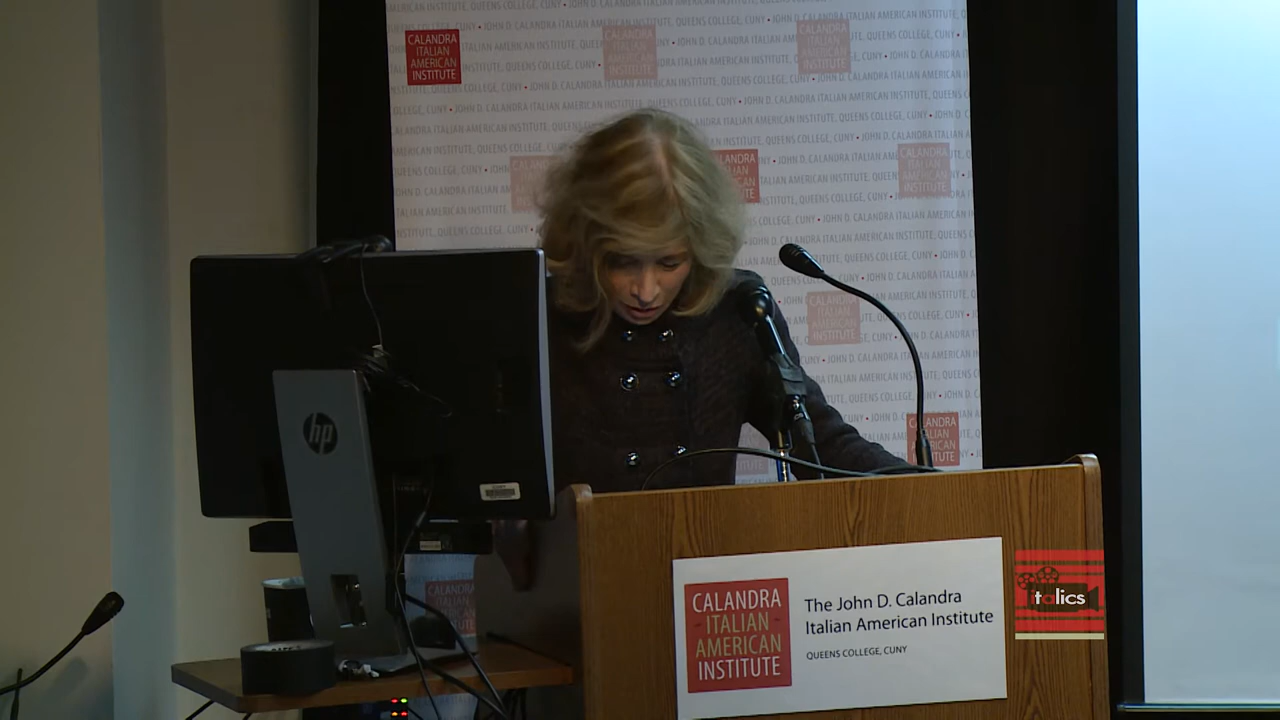 CALANDRA
ITALIAN
AMERICAN
INSTITUTE
JOHN D. CALANDRA ITALIAN AMERICAN INSTITUTE, QUEENS COLLEGE, CUNY
hp
CALANDRA
ITALIAN
AMERICAN
INSTITUTE
The John D. Calandra
Italian American Institute
QUEENS COLLEGE, CUNY
italics